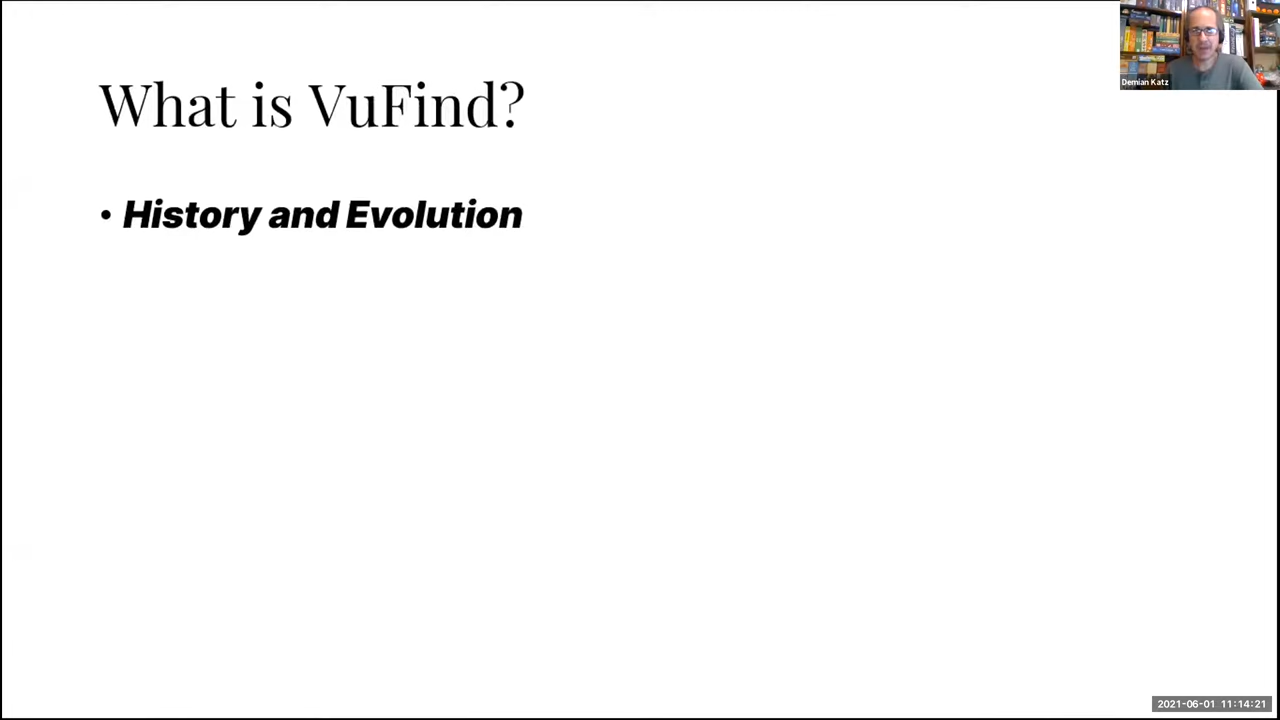 Demian Katz
What is VuFind?
• History and Evolution
2021-06-01 11:14:21